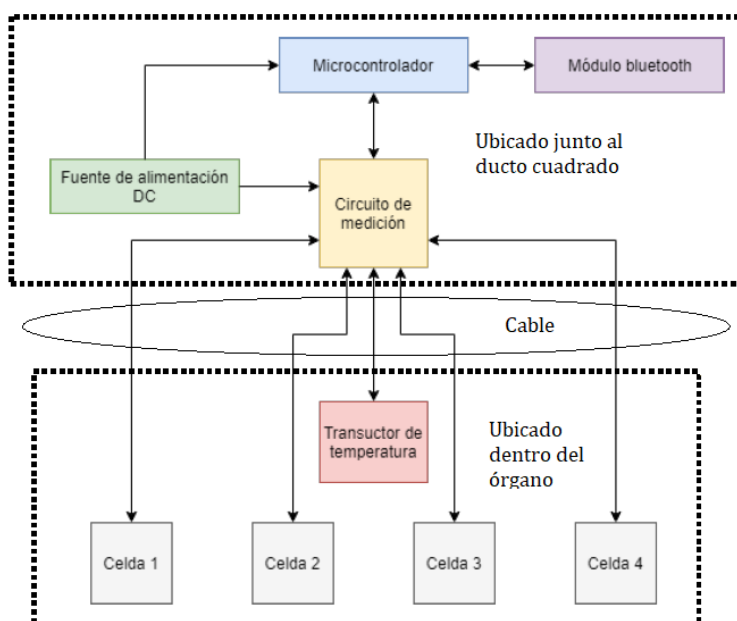 Microcontrolador
Módulo bluetooth
Ubicado junto al
ducto cuadrado
Fuente de alimentación
DC
Circuito de
medición
Cable
Transuctor de
temperatura
Ubicado
dentro del
órgano
Celda 1
Celda 2
Celda 3
Celda 4